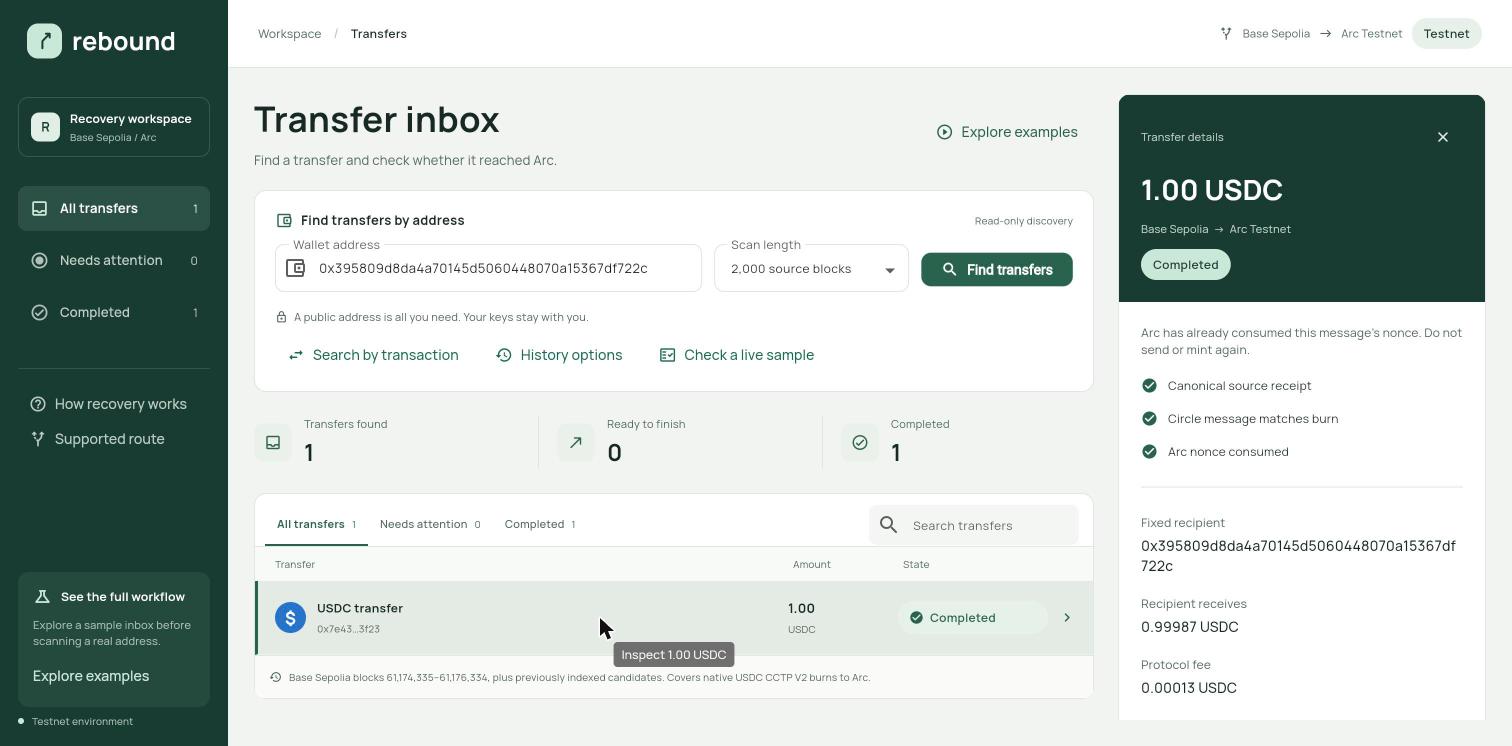 rebound
Recovery workspace
R
Base Sepolia / Arc
All transfers 1
Needs attention 0
Completed 1
How recovery works
Supported route
See the full workflow
Explore a sample inbox before
scanning a real address.
Explore examples
Testnet environment
Workspace / Transfers
Base Sepolia → Arc Testnet Testnet
Transfer inbox
Find a transfer and check whether it reached Arc.
Explore examples
Find transfers by address
Read-only discovery
Wallet address
0x395809d8da4a70145d5060448070a15367df722c
Scan length
2,000 source blocks
Find transfers
A public address is all you need. Your keys stay with you.
Search by transaction
History options
Check a live sample
Transfers found
1
Ready to finish
0
Completed
1
All transfers 1
Needs attention 0
Completed 1
Search transfers
Transfer Amount State
$
USDC transfer
0x7e43...3f23
1.00
USDC
Completed
Inspect 1.00 USDC
Base Sepolia blocks 61,174,335–61,176,334, plus previously indexed candidates. Covers native USDC CCTP V2 burns to Arc.
Transfer details
1.00 USDC
Base Sepolia → Arc Testnet
Completed
Arc has already consumed this message's nonce. Do not
send or mint again.
Canonical source receipt
Circle message matches burn
Arc nonce consumed
Fixed recipient
0x395809d8da4a70145d5060448070a15367df
722c
Recipient receives
0.99987 USDC
Protocol fee
0.00013 USDC